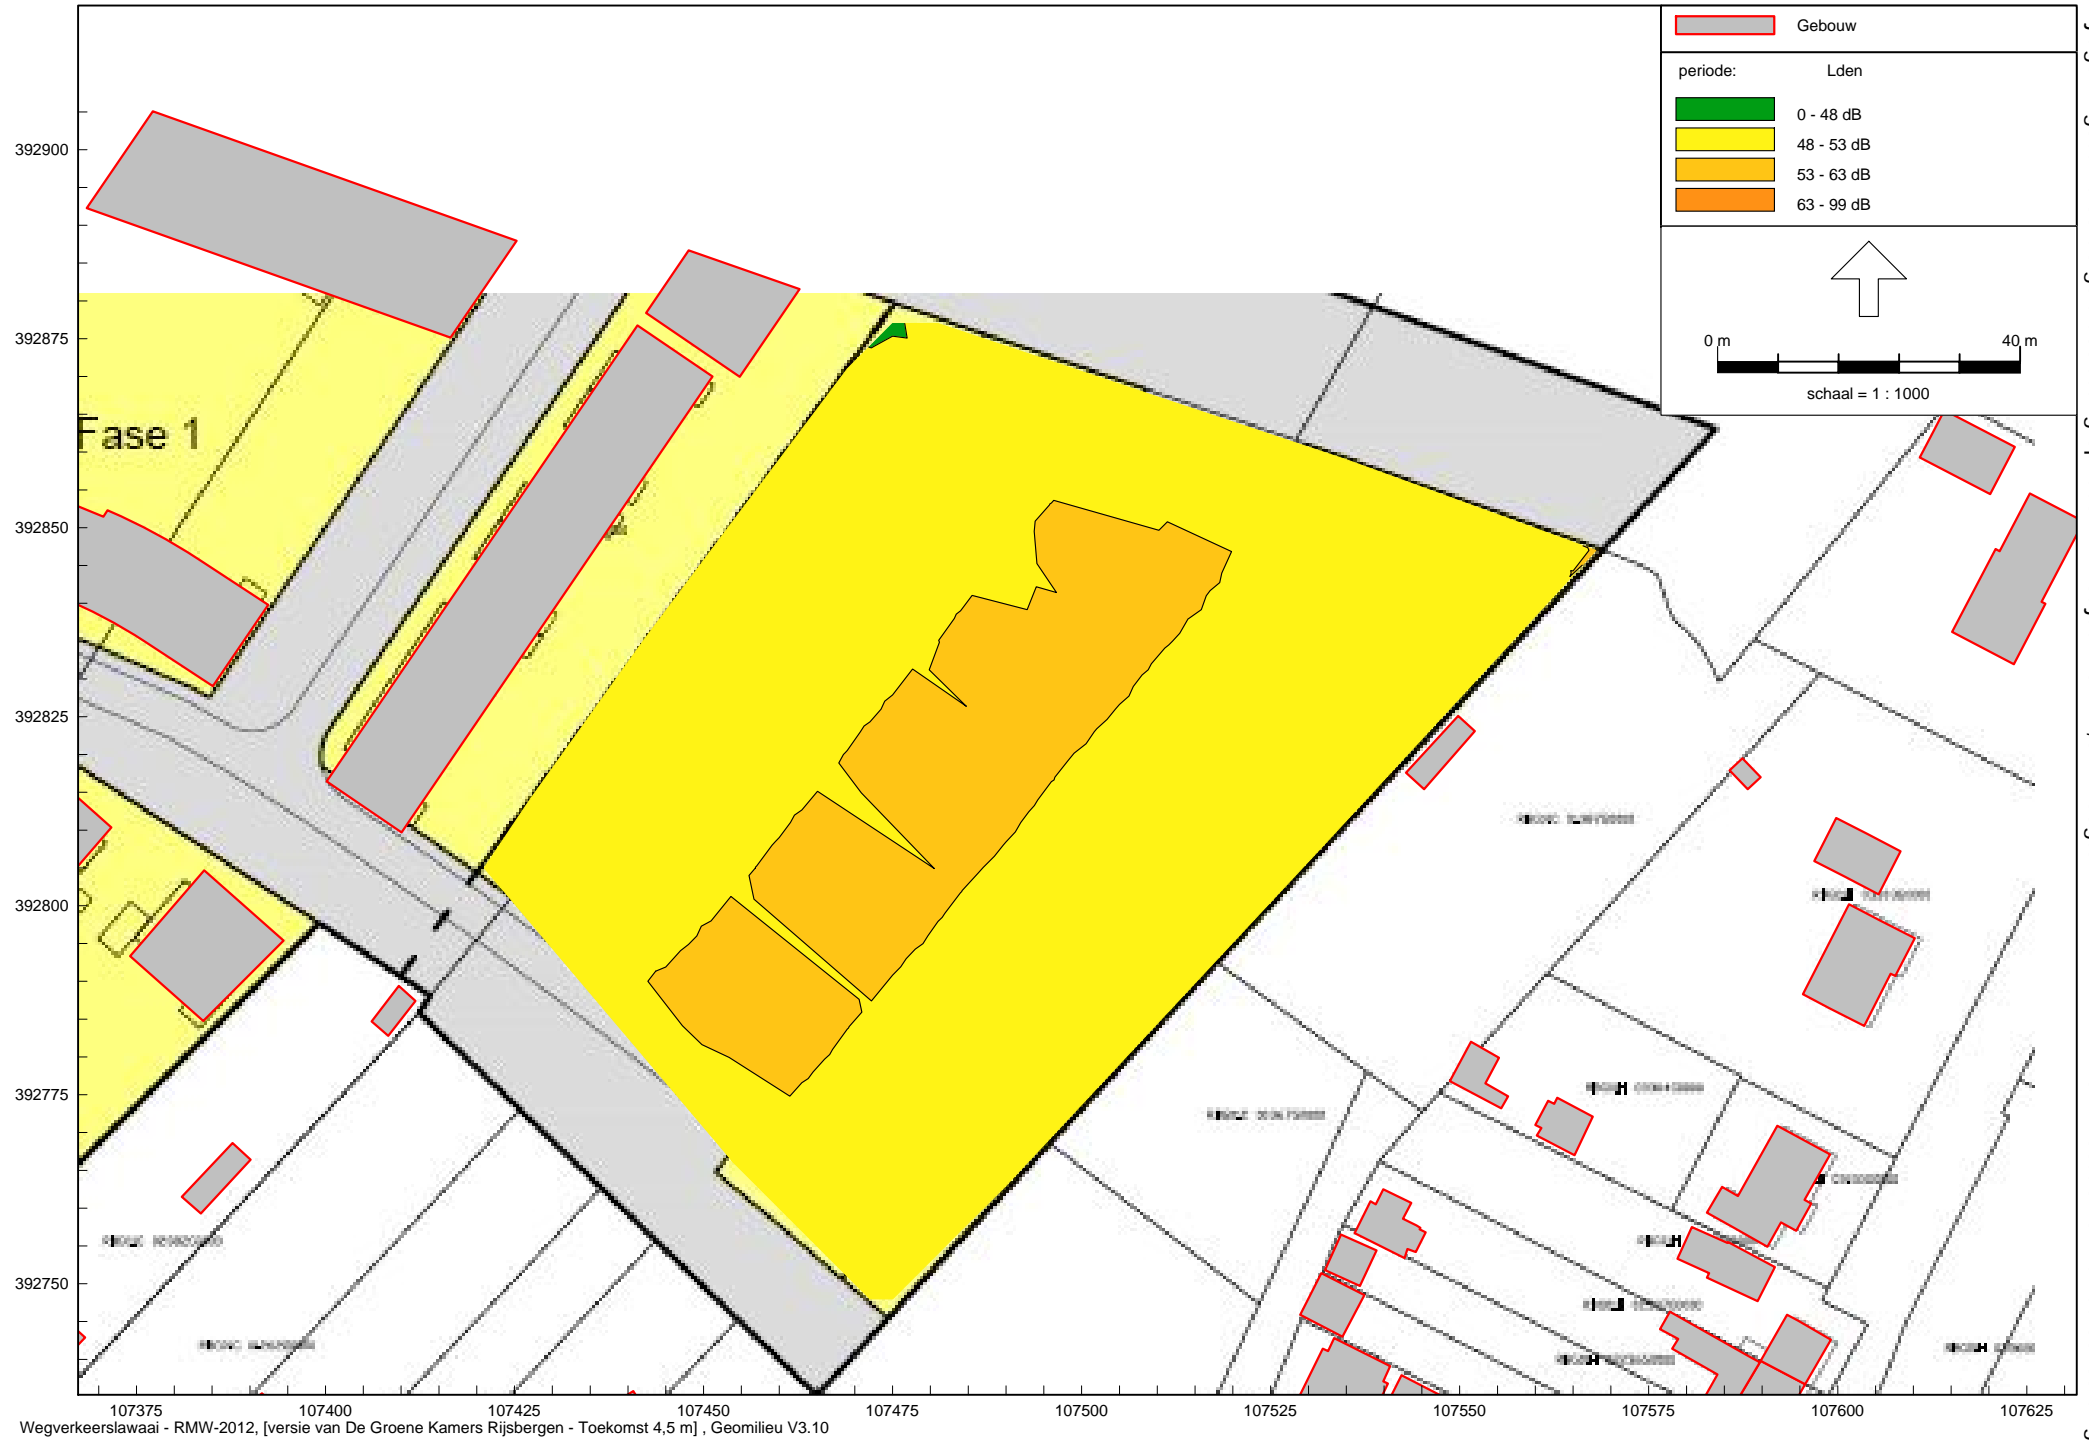 Gebouw
periode: Lden
0 - 48 dB
48 - 53 dB
53 - 63 dB
63 - 99 dB
0 m 40 m
schaal = 1 : 1000
392900
392875
392850
392825
392800
392775
392750
Fase 1
107375 107400 107425 107450 107475 107500 107525 107550 107575 107600 107625
Wegverkeerslawaai - RMW-2012, [versie van De Groene Kamers Rijsbergen - Toekomst 4,5 m] , Geomilieu V3.10